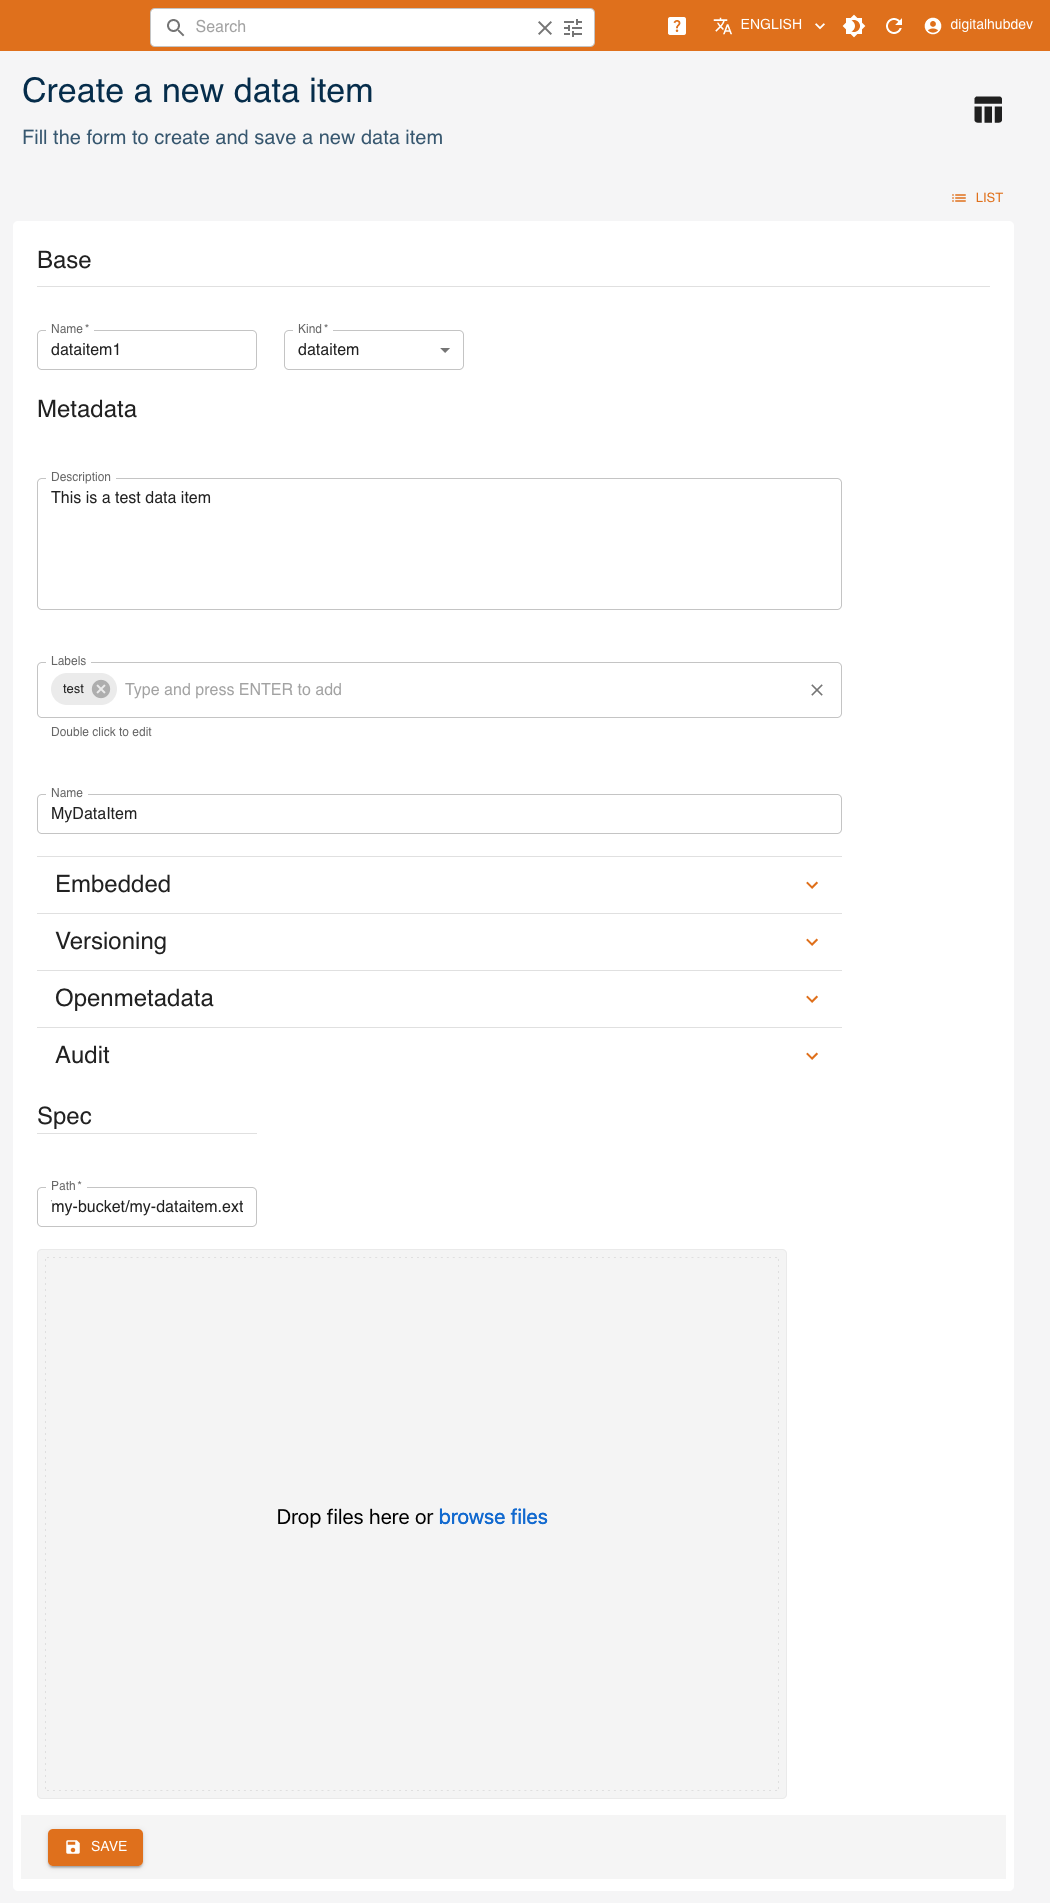 Search
?
ENGLISH
digitalhubdev
Create a new data item
Fill the form to create and save a new data item
LIST
Base
Name *
dataitem1
Kind *
dataitem
Metadata
Description
This is a test data item
Labels
test
Type and press ENTER to add
Double click to edit
Name
MyDataItem
Embedded
Versioning
Openmetadata
Audit
Spec
Path *
my-bucket/my-dataitem.ext
Drop files here or browse files
SAVE